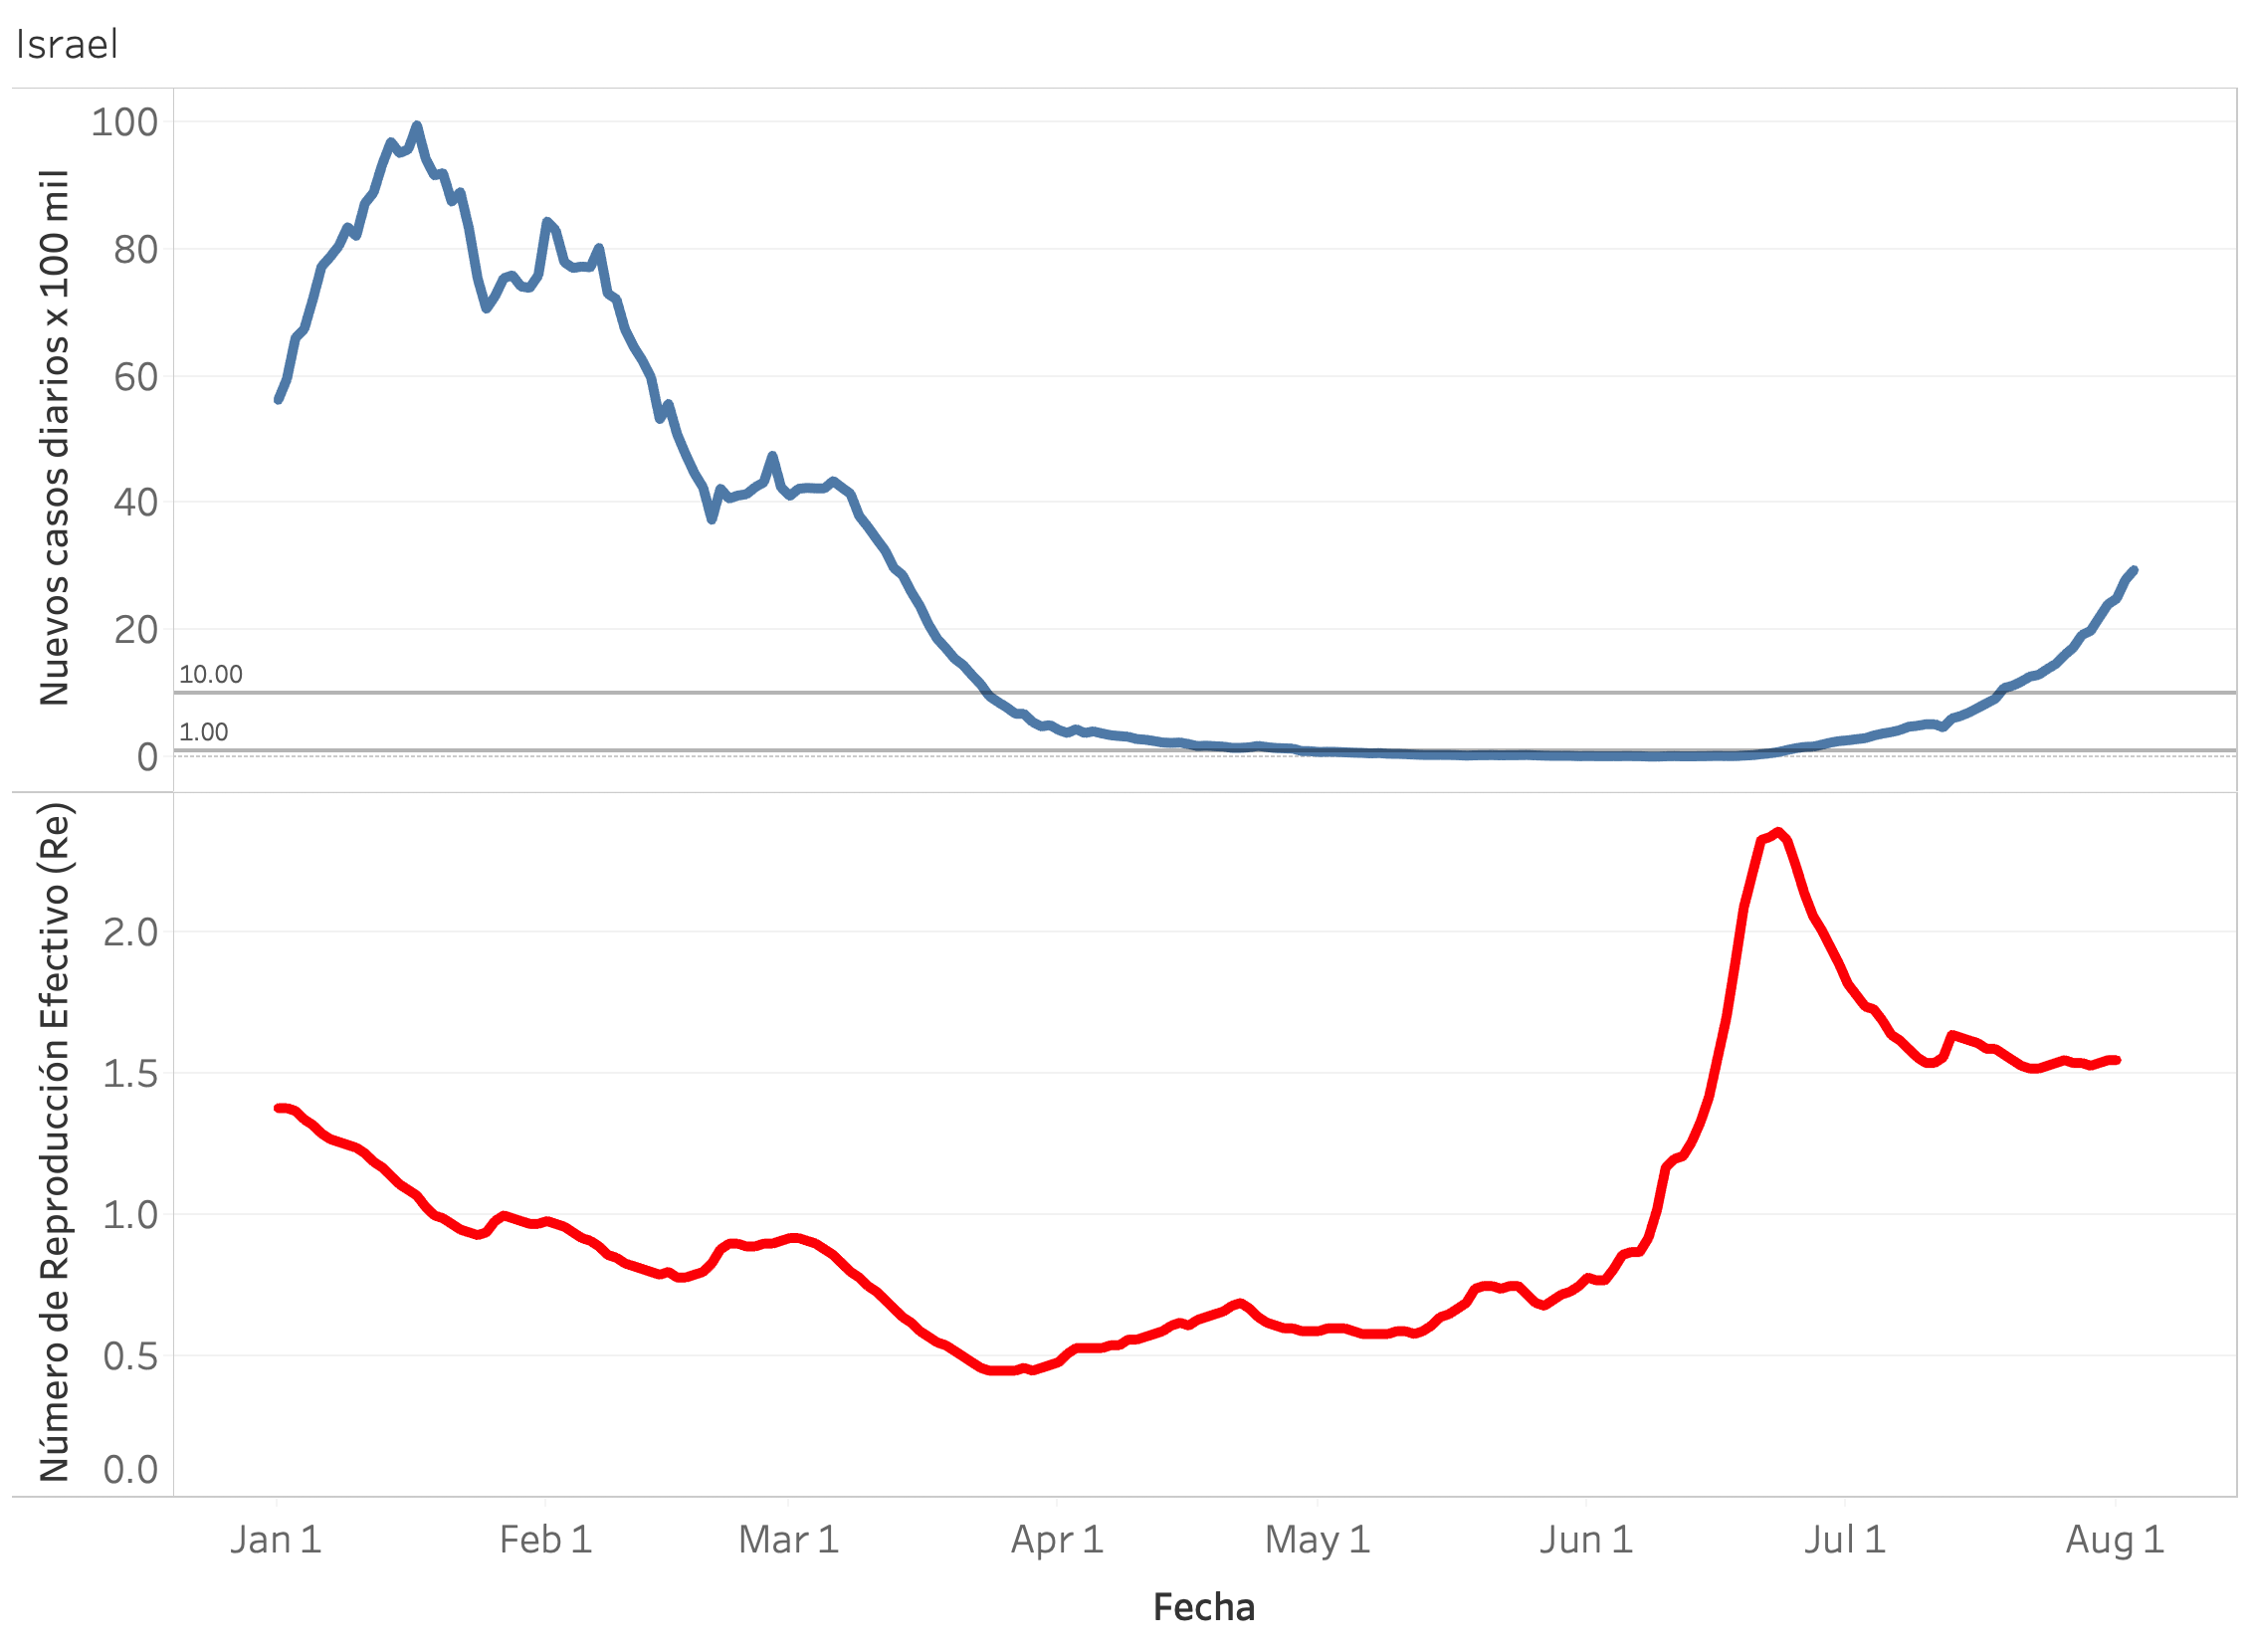 Israel
Nuevos casos diarios x 100 mil
100
80
60
40
20
10.00
1.00
0
Número de Reproducción Efectivo (Re)
2.0
1.5
1.0
0.5
0.0
Jan 1 Feb 1 Mar 1 Apr 1 May 1 Jun 1 Jul 1 Aug 1
Fecha